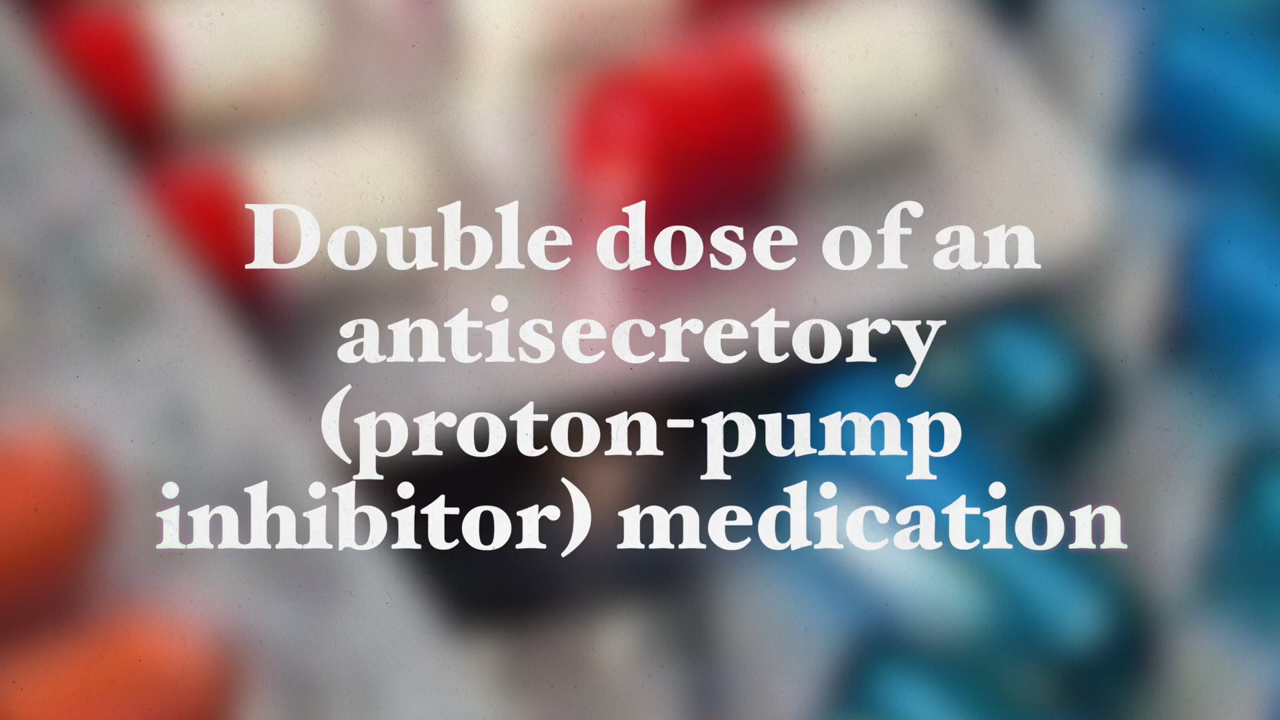 Double dose of an
antisecretory
(proton-pump
inhibitor) medication